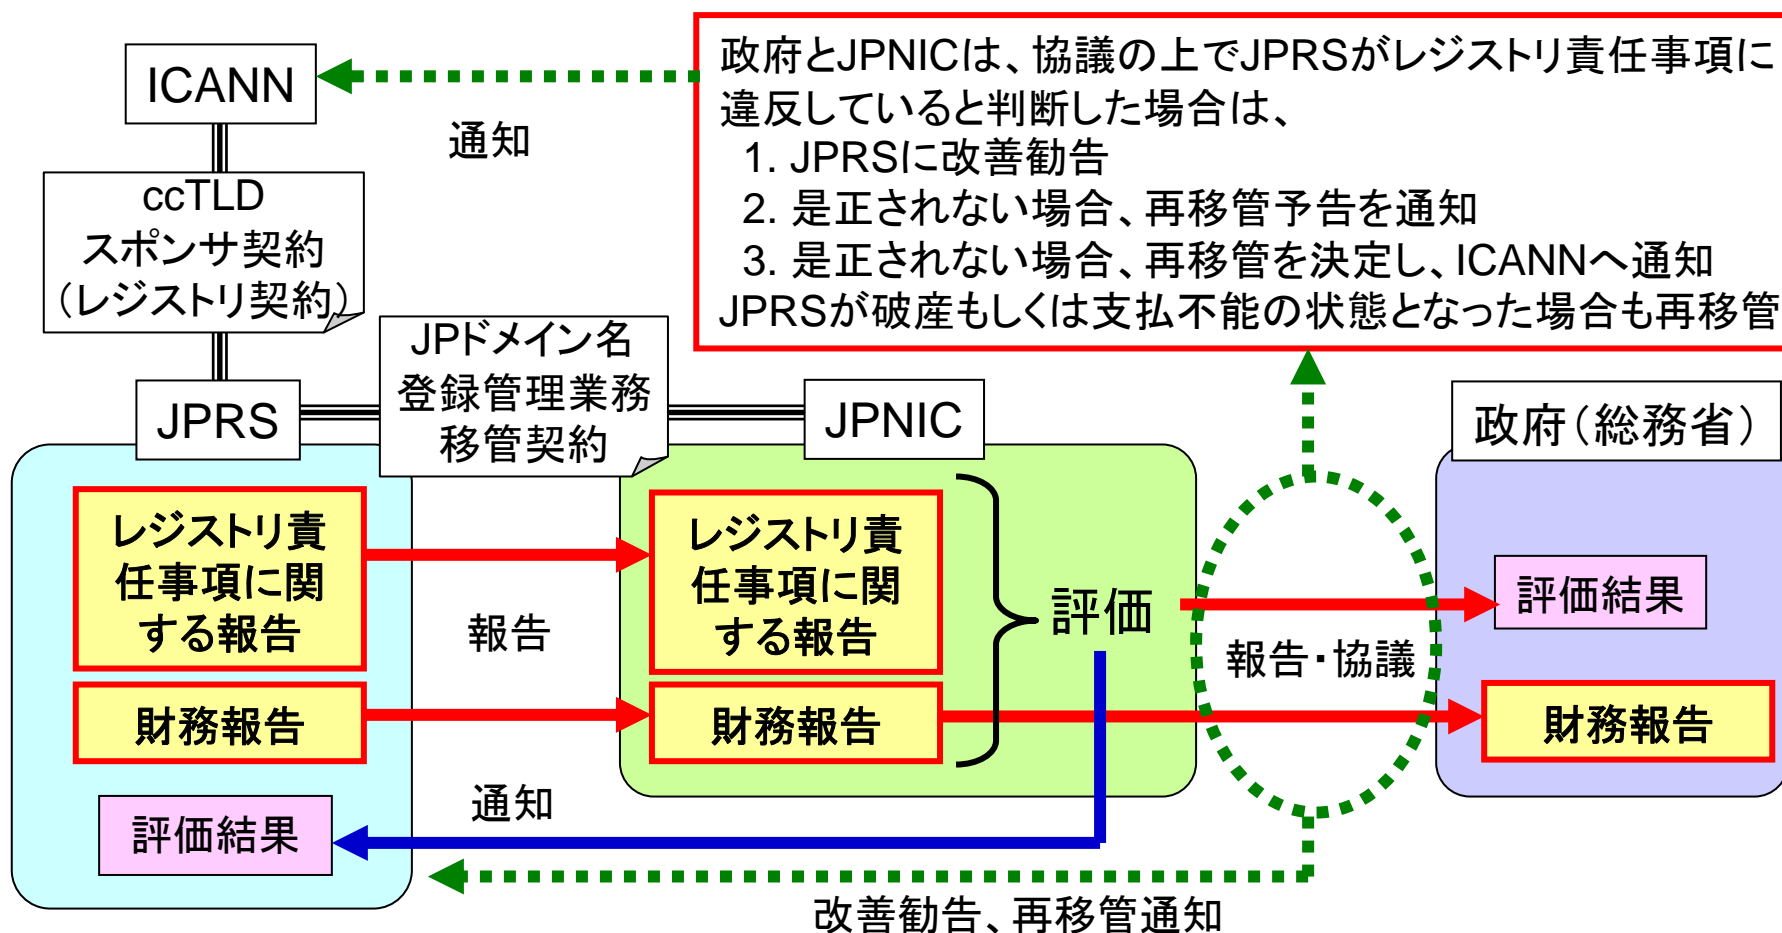 ICANN
通知
政府とJPNICは、協議の上でJPRSがレジストリ責任事項に
違反していると判断した場合は、
1. JPRSに改善勧告
2. 是正されない場合、再移管予告を通知
3. 是正されない場合、再移管を決定し、ICANNへ通知
JPRSが破産もしくは支払不能の状態となった場合も再移管
ccTLD
スポンサ契約
（レジストリ契約）
JPドメイン名
登録管理業務
移管契約
JPRS
JPNIC
政府（総務省）
レジストリ責
任事項に関
する報告
財務報告
評価結果
報告
通知
レジストリ責
任事項に関
する報告
財務報告
評価
報告・協議
評価結果
財務報告
改善勧告、再移管通知